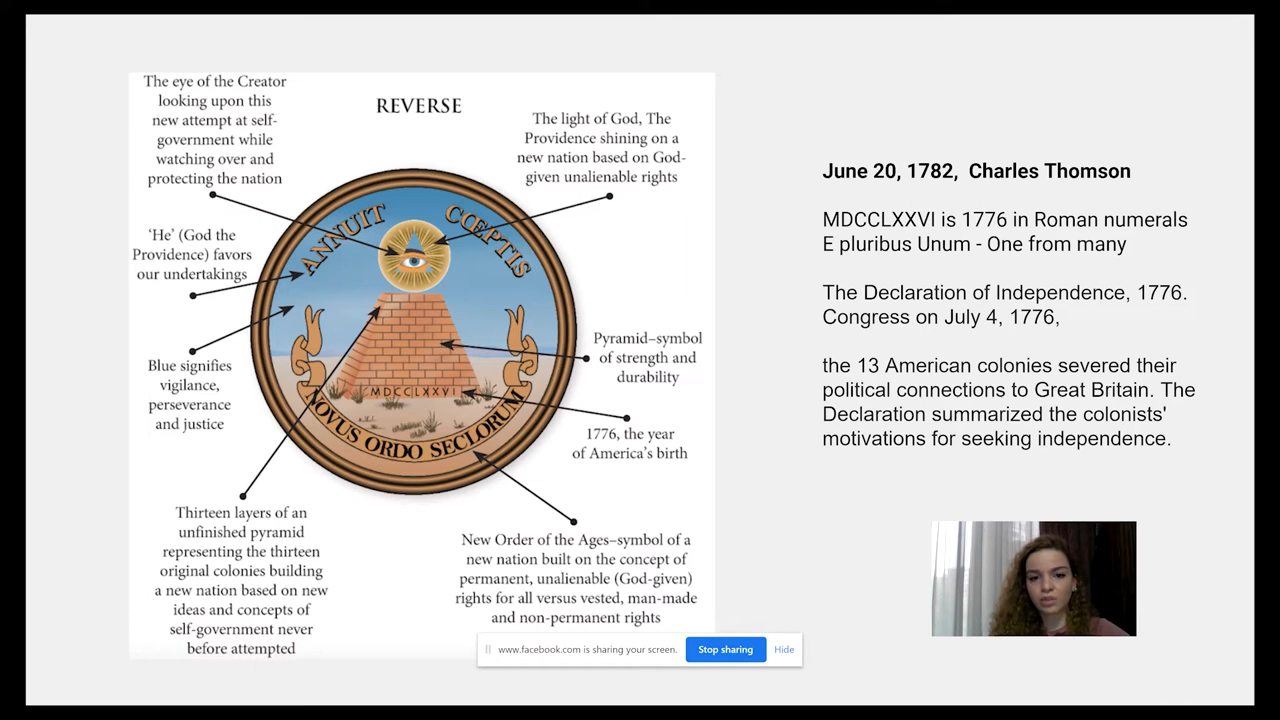 The eye of the Creator
looking upon this
new attempt at self-
government while
watching over and
protecting the nation
REVERSE
The light of God, The
Providence shining on a
new nation based on God-
given unalienable rights
'He' (God the
Providence) favors
our undertakings
Blue signifies
vigilance,
perseverance
and justice
ANNUIT CŒPTIS
MDCCLXXVI
NOVUS ORDO SECLORUM
Pyramid–symbol
of strength and
durability
1776, the year
of America's birth
Thirteen layers of an
unfinished pyramid
representing the thirteen
original colonies building
a new nation based on new
ideas and concepts of
self-government never
before attempted
New Order of the Ages–symbol of a
new nation built on the concept of
permanent, unalienable (God-given)
rights for all versus vested, man-made
and non-permanent rights
June 20, 1782, Charles Thomson
MDCCLXXVI is 1776 in Roman numerals
E pluribus Unum - One from many
The Declaration of Independence, 1776.
Congress on July 4, 1776,
the 13 American colonies severed their
political connections to Great Britain. The
Declaration summarized the colonists'
motivations for seeking independence.
www.facebook.com is sharing your screen. Stop sharing Hide